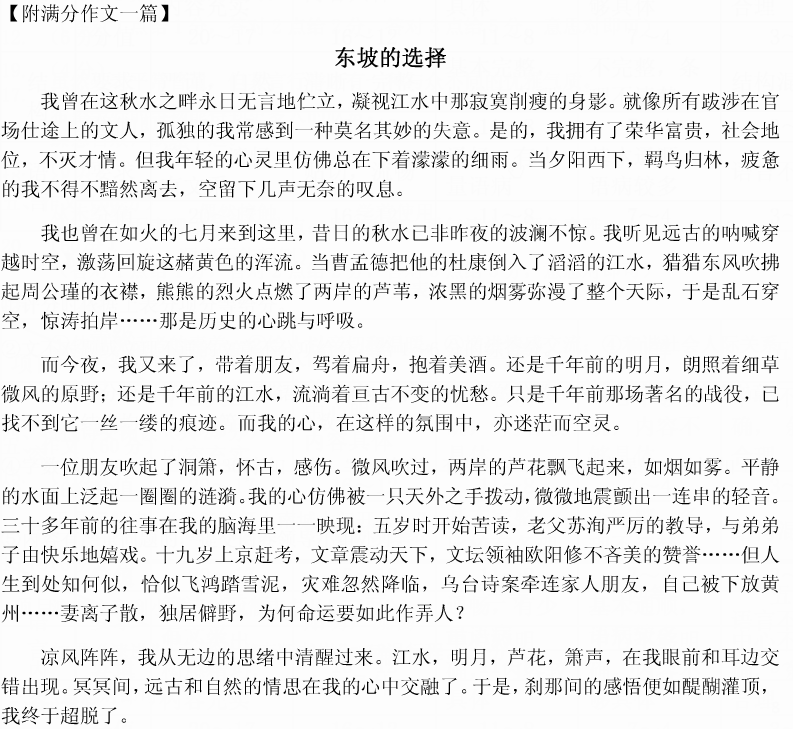 【附满分作文一篇】
东坡的选择
我曾在这秋水之畔永日无言地伫立，凝视江水中那寂寞削瘦的身影。就像所有跋涉在官
场仕途上的文人，孤独的我常感到一种莫名其妙的失意。是的，我拥有了荣华富贵，社会地
位，不灭才情。但我年轻的心灵里仿佛总在下着濛濛的细雨。当夕阳西下，羁鸟归林，疲惫
的我不得不黯然离去，空留下几声无奈的叹息。
我也曾在如火的七月来到这里，昔日的秋水已非昨夜的波澜不惊。我听见远古的呐喊穿
越时空，激荡回旋这赭黄色的浑流。当曹孟德把他的杜康倒入了滔滔的江水，猎猎东风吹拂
起周公瑾的衣襟，熊熊的烈火点燃了两岸的芦苇，浓黑的烟雾弥漫了整个天际，于是乱石穿
空，惊涛拍岸……那是历史的心跳与呼吸。
而今夜，我又来了，带着朋友，驾着扁舟，抱着美酒。还是千年前的明月，朗照着细草
微风的原野；还是千年前的江水，流淌着亘古不变的忧愁。只是千年前那场著名的战役，已
找不到它一丝一缕的痕迹。而我的心，在这样的氛围中，亦迷茫而空灵。
一位朋友吹起了洞箫，怀古，感伤。微风吹过，两岸的芦花飘飞起来，如烟如雾。平静
的水面上泛起一圈圈的涟漪。我的心仿佛被一只天外之手拨动，微微地震颤出一连串的轻音。
三十多年前的往事在我的脑海里一一映现：五岁时开始苦读，老父苏洵严厉的教导，与弟弟
子由快乐地嬉戏。十九岁上京赶考，文章震动天下，文坛领袖欧阳修不吝美的赞誉……但人
生到处知何似，恰似飞鸿踏雪泥，灾难忽然降临，乌台诗案牵连家人朋友，自己被下放黄
州……妻离子散，独居僻野，为何命运要如此作弄人？
凉风阵阵，我从无边的思绪中清醒过来。江水，明月，芦花，箫声，在我眼前和耳边交
错出现。冥冥间，远古和自然的情思在我的心中交融了。于是，刹那间的感悟便如醍醐灌顶，
我终于超脱了。